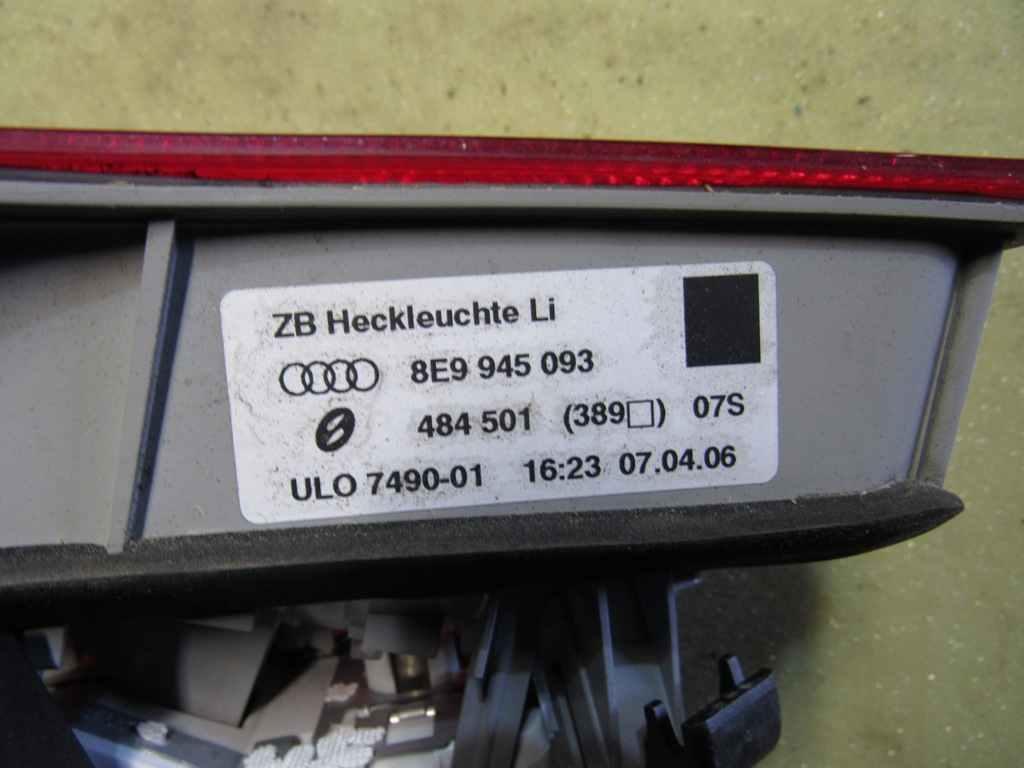 ZB Heckleuchte Li
8E9 945 093
484 501 (389□) 07S
ULO 7490-01 16:23 07.04.06